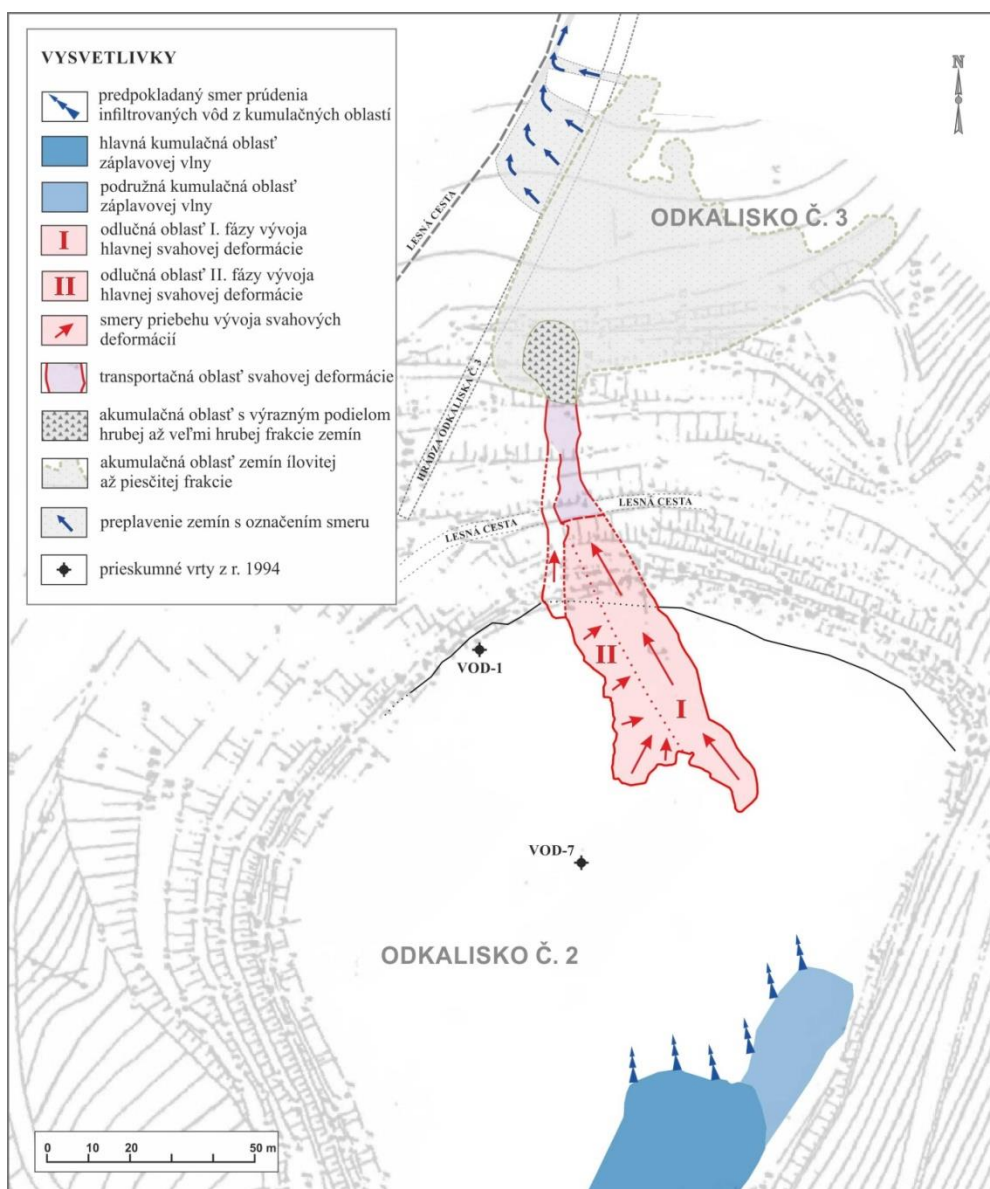 VYSVETLIVKY
predpokladaný smer prúdenia
infiltrovaných vôd z kumulačných oblastí
hlavná kumulačná oblasť
záplavovej vlny
podružná kumulačná oblasť
záplavovej vlny
I
odlučná oblasť I. fázy vývoja
hlavnej svahovej deformácie
II
odlučná oblasť II. fázy vývoja
hlavnej svahovej deformácie
smery priebehu vývoja svahových
deformácií
transportačná oblasť svahovej deformácie
akumulačná oblasť s výrazným podielom
hrubej až veľmi hrubej frakcie zemín
akumulačná oblasť zemín ílovitej
až piesčitej frakcie
preplavenie zemín s označením smeru
prieskumné vrty z r. 1994
N
LESNÁ CESTA
ODKALISKO Č. 3
HRÁDZA ODKALISKA Č 3
LESNÁ CESTA
LESNÁ CESTA
VOD-1
II
I
VOD-7
ODKALISKO Č. 2
0 10 20 50 m